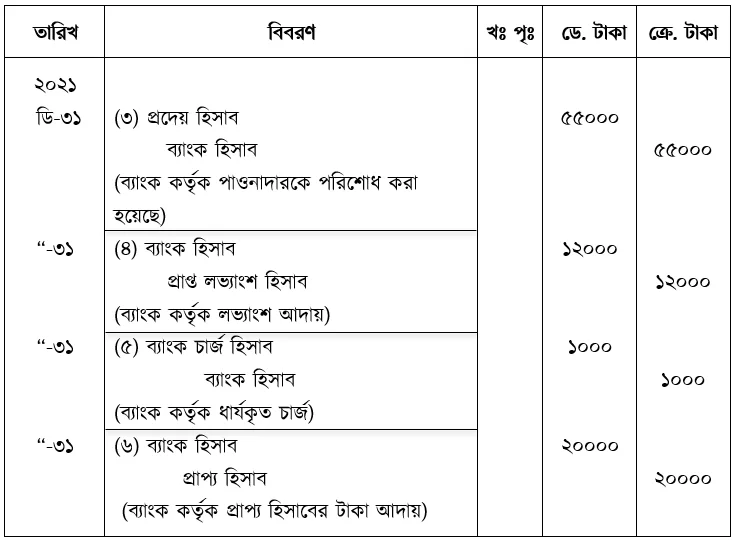 তারিখ বিবরণ খঃ পৃঃ ডে. টাকা ক্রে. টাকা
২০২১
ডি-৩১ (৩) প্রদেয় হিসাব ৫৫০০০
ব্যাংক হিসাব ৫৫০০০
(ব্যাংক কর্তৃক পাওনাদারকে পরিশোধ করা
হয়েছে)
“-৩১ (৪) ব্যাংক হিসাব ১২০০০
প্রাপ্ত লভ্যাংশ হিসাব ১২০০০
(ব্যাংক কর্তৃক লভ্যাংশ আদায়)
“-৩১ (৫) ব্যাংক চার্জ হিসাব ১০০০
ব্যাংক হিসাব ১০০০
(ব্যাংক কর্তৃক ধার্যকৃত চার্জ)
“-৩১ (৬) ব্যাংক হিসাব ২০০০০
প্রাপ্য হিসাব ২০০০০
(ব্যাংক কর্তৃক প্রাপ্য হিসাবের টাকা আদায়)